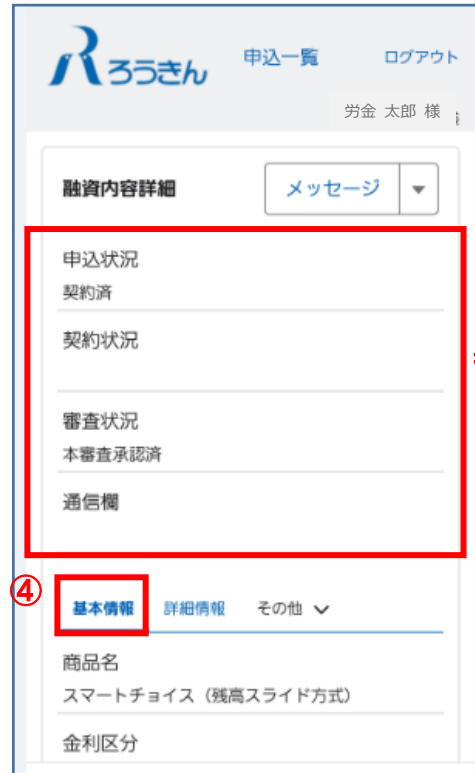 ろうきん 申込一覧 ログアウト
労金 太郎 様
融資内容詳細 メッセージ
申込状況
契約済
契約状況
審査状況
本審査承認済
通信欄
④
基本情報 詳細情報 その他
商品名
スマートチョイス（残高スライド方式）
金利区分